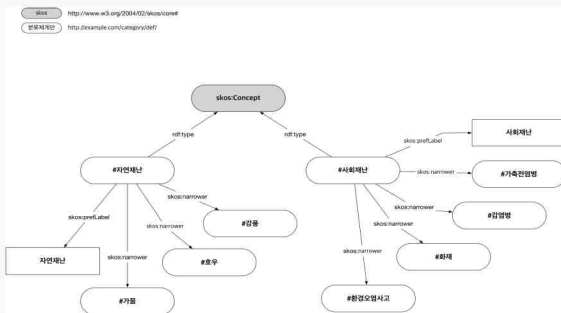 skos http://www.w3.org/2004/02/skos/core#
분류체계만 http://example.com/category/def/
skos:Concept
rdf:type
rdf:type
사회재난
skos:prefLabel
#자연재난
#사회재난
skos:narrower
#가축전염병
skos:narrower
skos:narrower
#감염병
skos:prefLabel
skos:narrower
#강풍
skos:narrower
skos:narrower
skos:narrower
자연재난
#호우
#화재
#가뭄
#환경오염사고